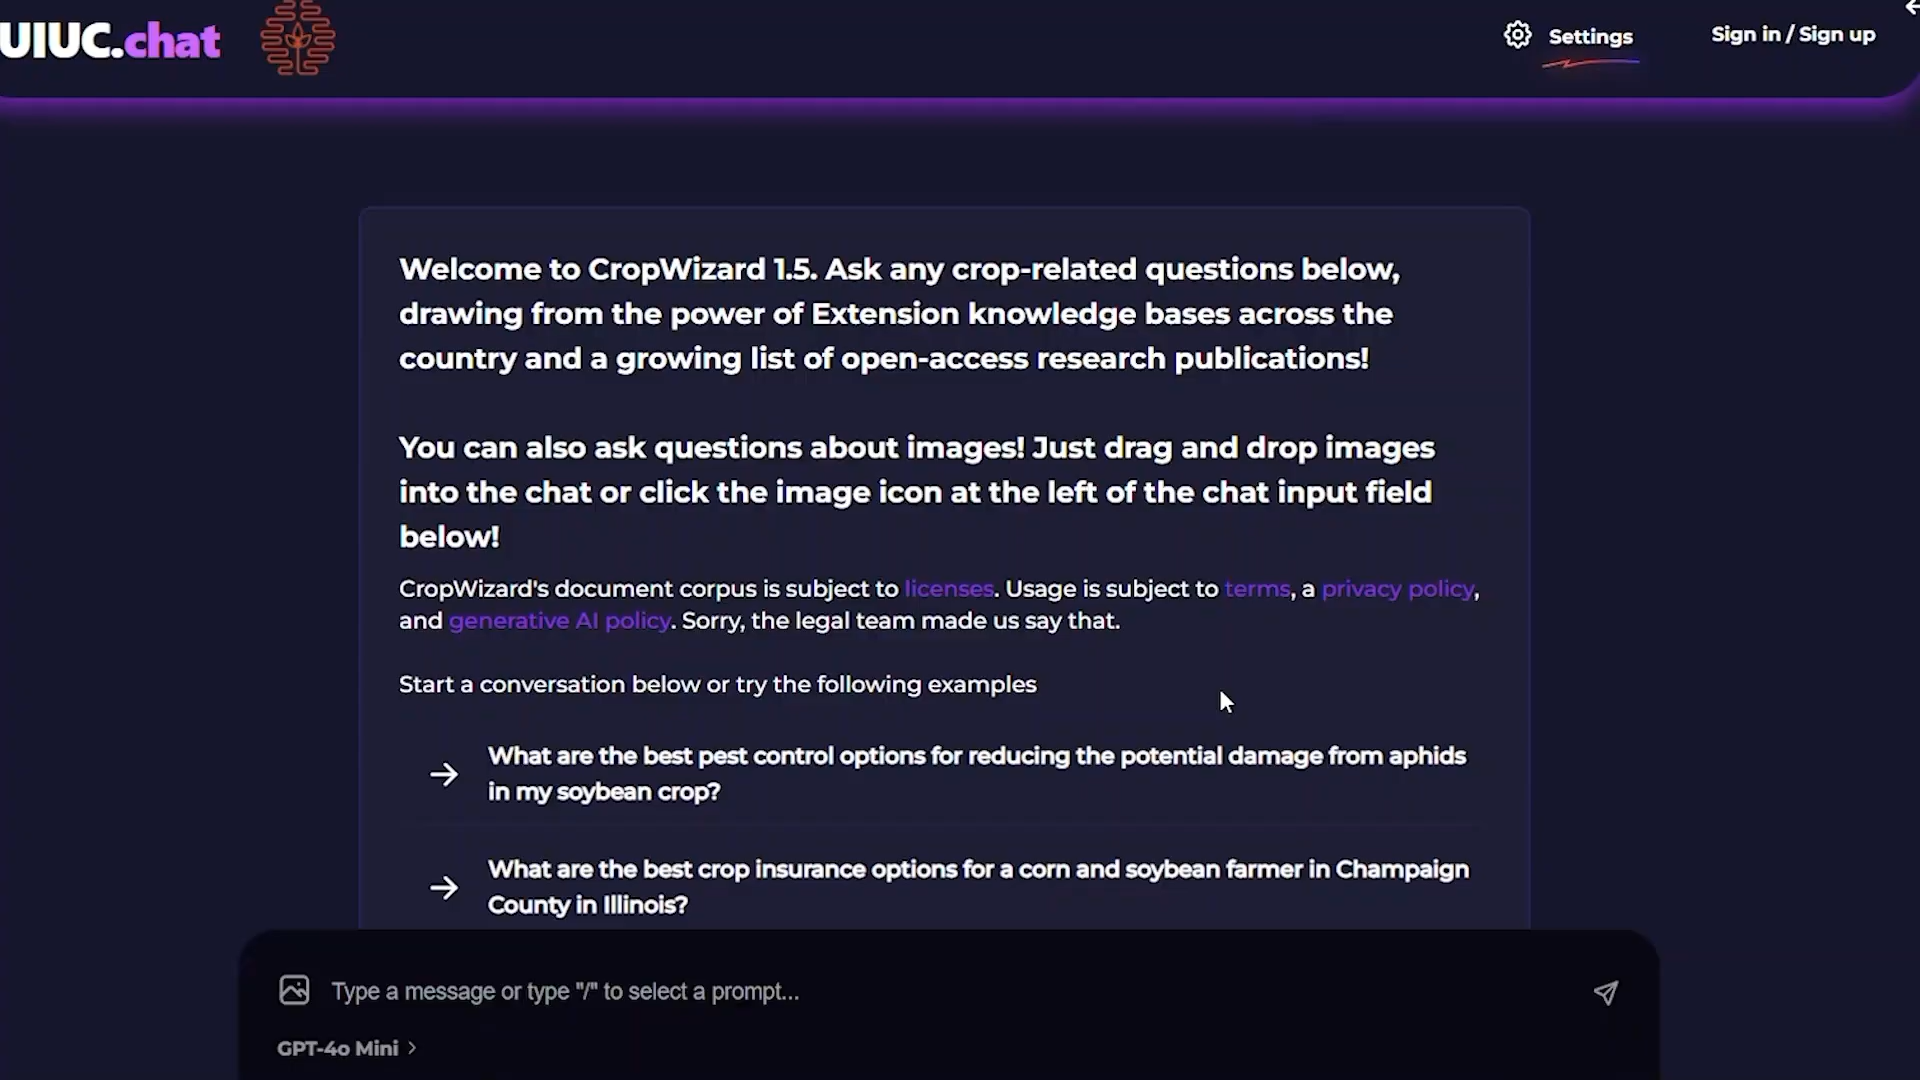 UIUC.chat
Settings
Sign in / Sign up
Welcome to CropWizard 1.5. Ask any crop-related questions below,
drawing from the power of Extension knowledge bases across the
country and a growing list of open-access research publications!
You can also ask questions about images! Just drag and drop images
into the chat or click the image icon at the left of the chat input field
below!
CropWizard's document corpus is subject to licenses. Usage is subject to terms, a privacy policy,
and generative AI policy. Sorry, the legal team made us say that.
Start a conversation below or try the following examples
What are the best pest control options for reducing the potential damage from aphids
in my soybean crop?
What are the best crop insurance options for a corn and soybean farmer in Champaign
County in Illinois?
Type a message or type "/" to select a prompt...
GPT-4o Mini